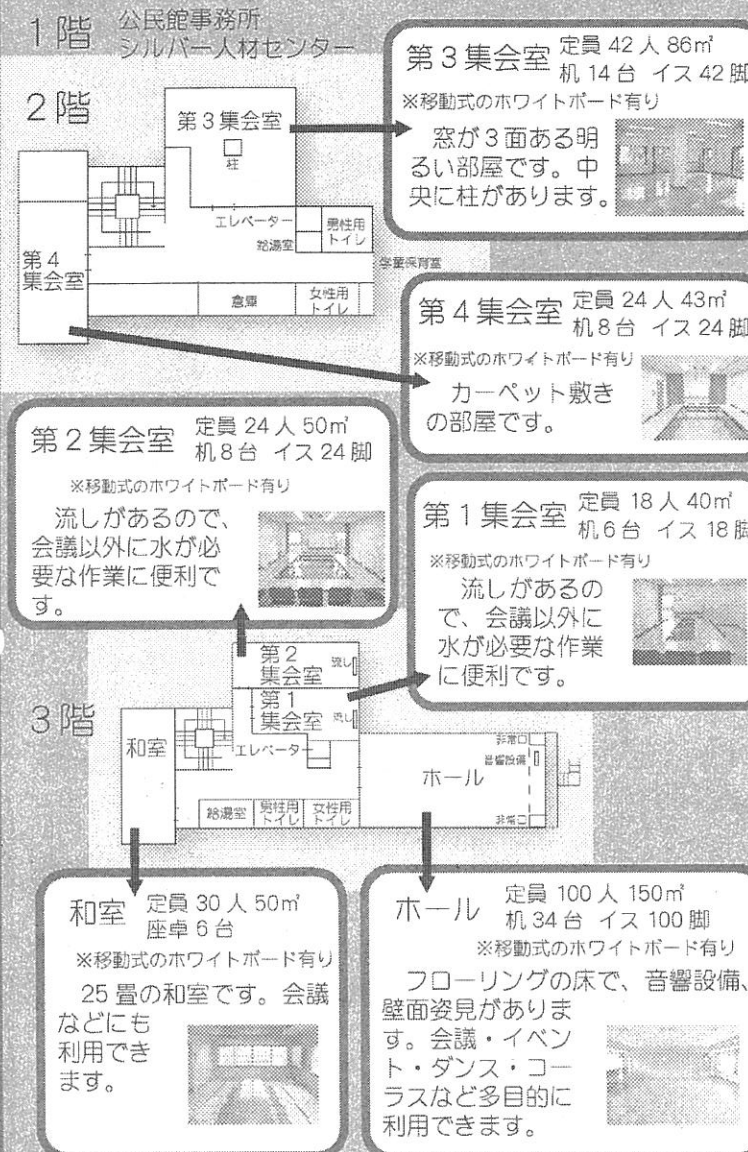 1階
公民館事務所
シルバー人材センター
2階
第3集会室
柱
エレベーター
給湯室
男性用
トイレ
第4
集会室
倉庫
女性用
トイレ
学童保育室
第3集会室
定員 42 人 86㎡
机 14 台 イス 42 脚
※移動式のホワイトボード有り
窓が3面ある明
るい部屋です。中
央に柱があります。
第4集会室
定員 24 人 43㎡
机 8 台 イス 24 脚
※移動式のホワイトボード有り
カーペット敷き
の部屋です。
第2集会室
定員 24 人 50㎡
机 8 台 イス 24 脚
※移動式のホワイトボード有り
流しがあるので、
会議以外に水が必
要な作業に便利で
す。
第1集会室
定員 18 人 40㎡
机 6 台 イス 18 脚
※移動式のホワイトボード有り
流しがあるの
で、会議以外に
水が必要な作業
に便利です。
3階
第2
集会室
流し
第1
集会室
流し
和室
エレベーター
ホール
非常口
音響設備
給湯室
男性用
トイレ
女性用
トイレ
非常口
和室
定員 30 人 50㎡
座卓 6 台
※移動式のホワイトボード有り
25 畳の和室です。会議
などにも
利用でき
ます。
ホール
定員 100 人 150㎡
机 34 台 イス 100 脚
※移動式のホワイトボード有り
フローリングの床で、音響設備、
壁面姿見がありま
す。会議・イベン
ト・ダンス・コー
ラスなど多目的に
利用できます。